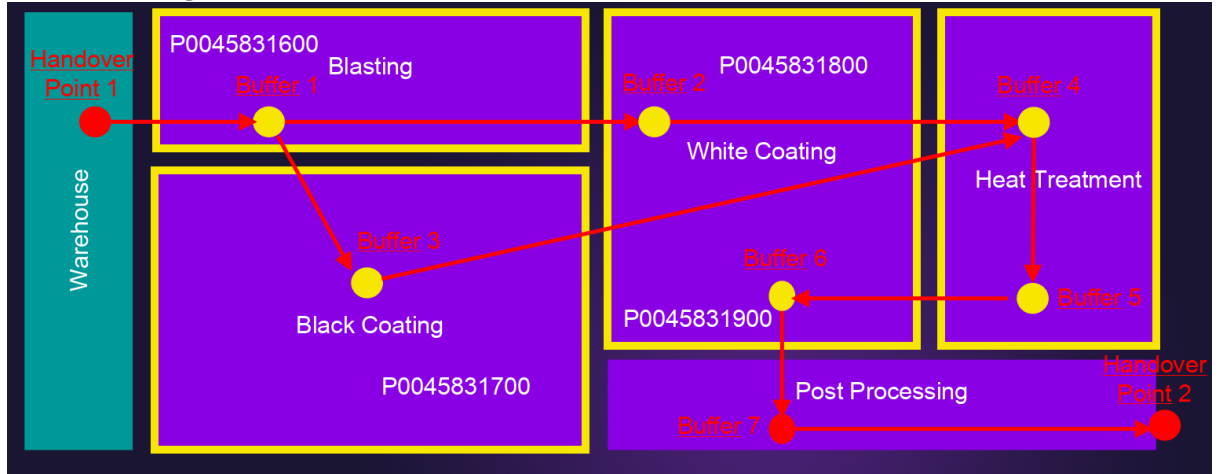 Handover
Point 1
Warehouse
P0045831600
Blasting
Buffer 1
Buffer 2
P0045831800
White Coating
Buffer 4
Heat Treatment
Buffer 3
Black Coating
P0045831700
Buffer 6
P0045831900
Buffer 5
Post Processing
Buffer 7
Handover
Point 2